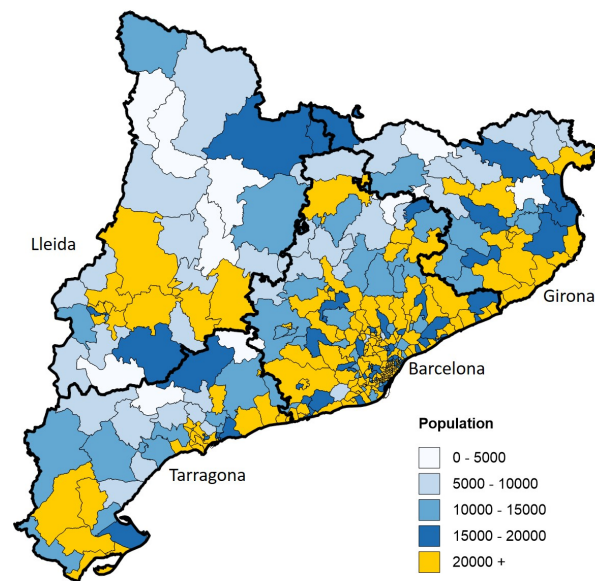 Lleida
Girona
Barcelona
Tarragona
Population
0 - 5000
5000 - 10000
10000 - 15000
15000 - 20000
20000 +